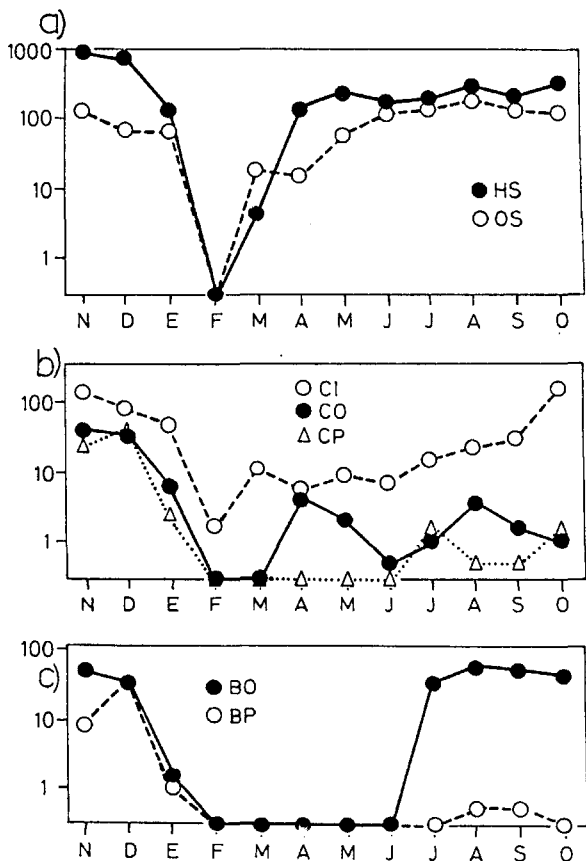 a)
1000
100
10
1
HS
OS
N D E F M A M J J A S O
b)
100
10
1
CI
CO
CP
N D E F M A M J J A S O
c)
100
10
1
BO
BP
N D E F M A M J J A S O